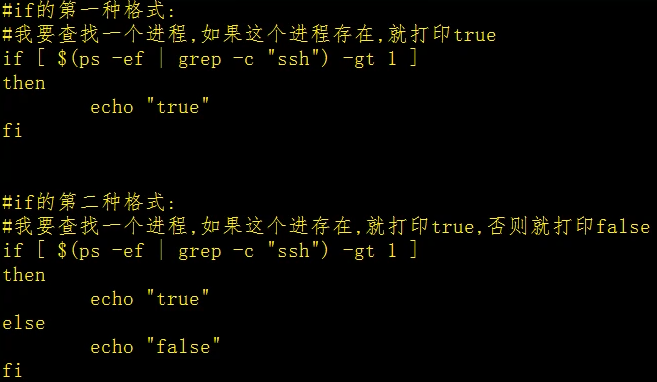 #if的第一种格式:
#我要查找一个进程,如果这个进程存在,就打印true
if [ $(ps -ef | grep -c "ssh") -gt 1 ]
then
        echo "true"
fi
#if的第二种格式:
#我要查找一个进程,如果这个进存在,就打印true,否则就打印false
if [ $(ps -ef | grep -c "ssh") -gt 1 ]
then
        echo "true"
else
        echo "false"
fi